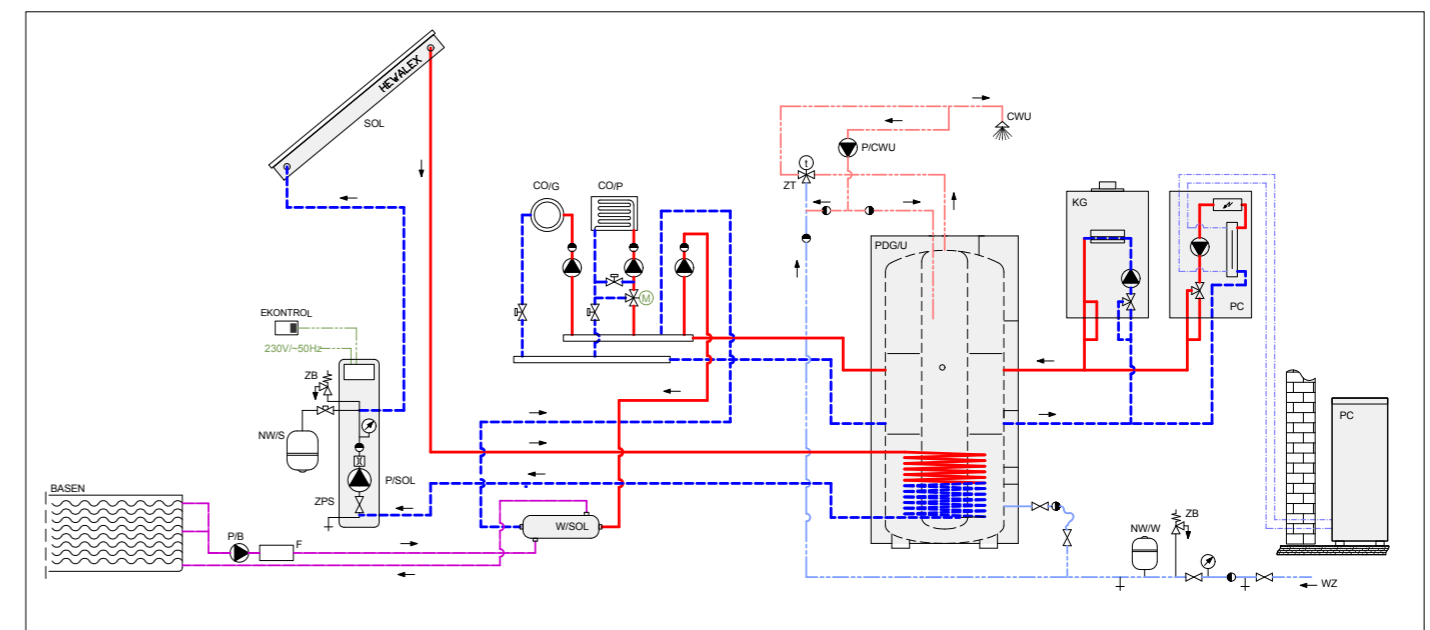 HEWALEX
SOL
CWU
P/CWU
t
ZT
CO/G
CO/P
KG
PDG/U
M
PC
EKONTROL
230V/~50Hz
ZB
PC
NW/S
P/SOL
BASEN
ZPS
W/SOL
ZB
NW/W
P/B
F
WZ